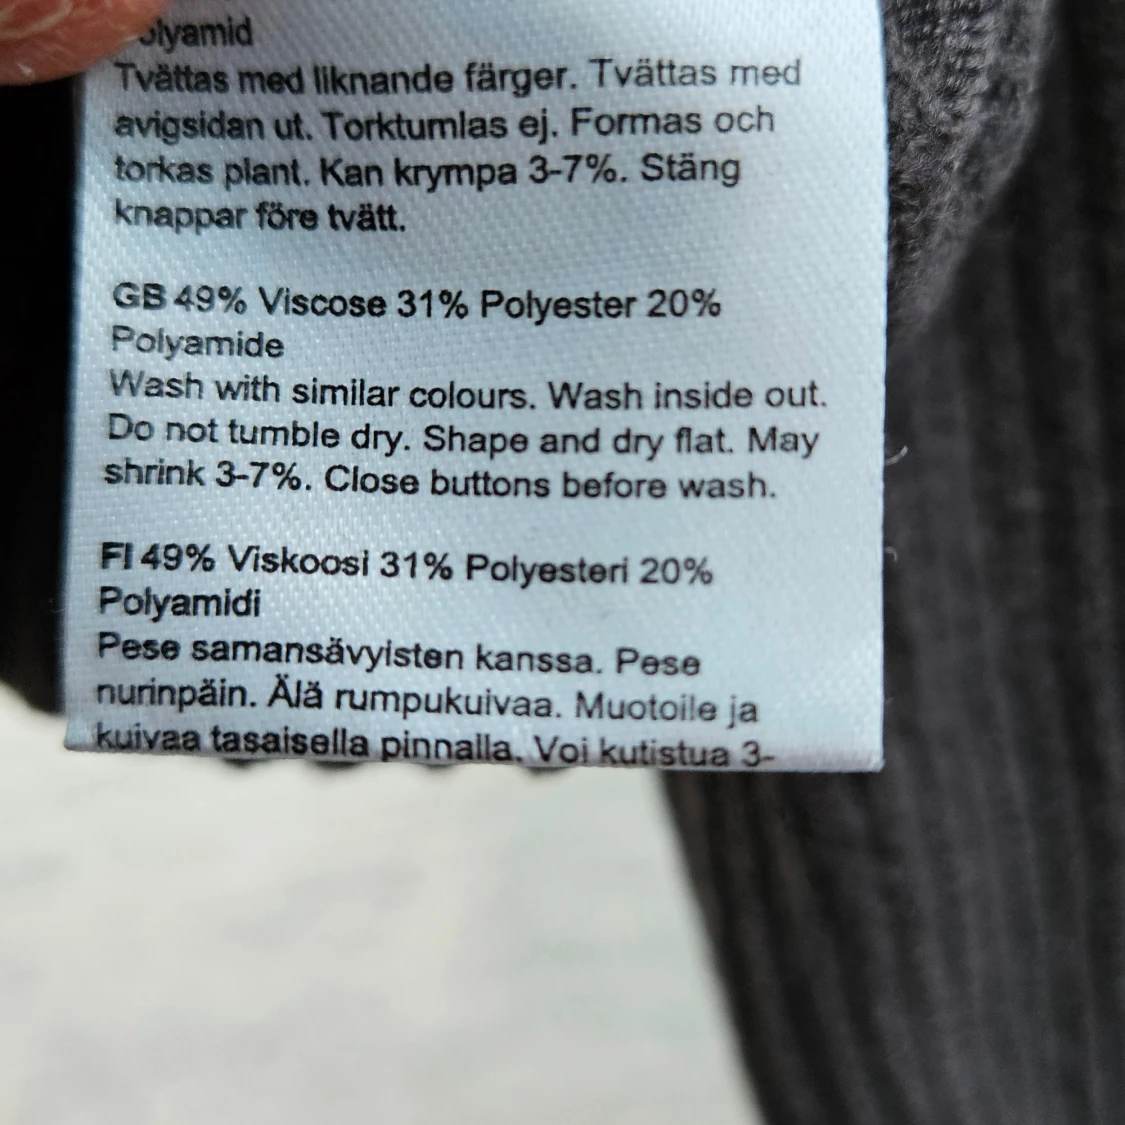 olyamid
Tvättas med liknande färger. Tvättas med
avigsidan ut. Torktumlas ej. Formas och
torkas plant. Kan krympa 3-7%. Stäng
knappar före tvätt.
GB 49% Viscose 31% Polyester 20%
Polyamide
Wash with similar colours. Wash inside out.
Do not tumble dry. Shape and dry flat. May
shrink 3-7%. Close buttons before wash.
FI 49% Viskoosi 31% Polyesteri 20%
Polyamidi
Pese samansävyisten kanssa. Pese
nurinpäin. Älä rumpukuivaa. Muotoile ja
kuivaa tasaisella pinnalla. Voi kutistua 3-